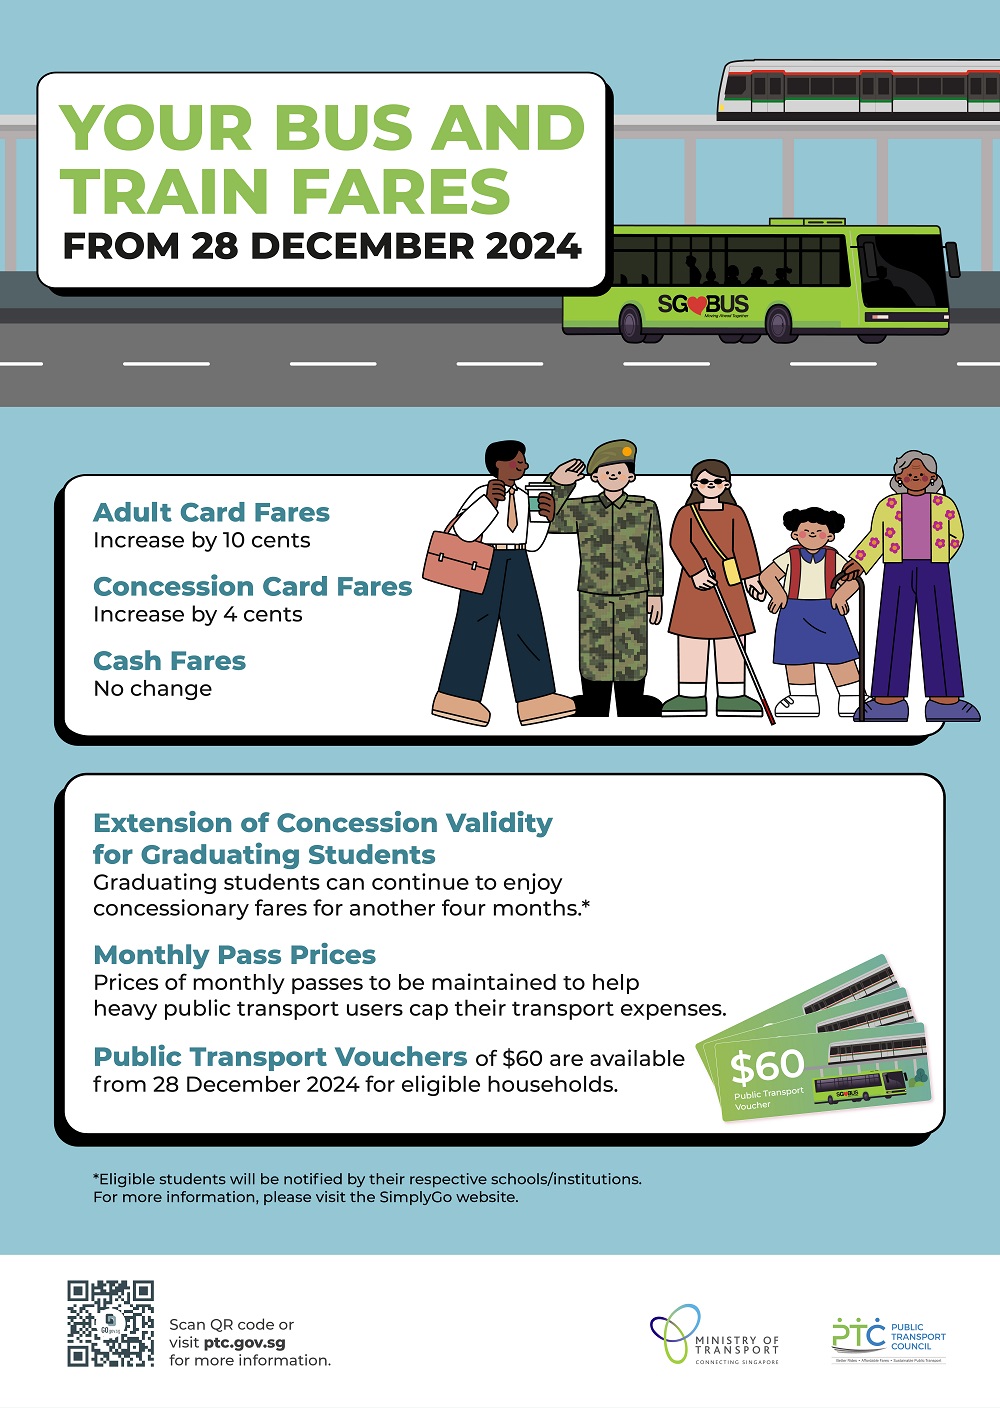 YOUR BUS AND
TRAIN FARES
FROM 28 DECEMBER 2024
SG BUS
Moving Ahead Together
Adult Card Fares
Increase by 10 cents
Concession Card Fares
Increase by 4 cents
Cash Fares
No change
Extension of Concession Validity
for Graduating Students
Graduating students can continue to enjoy
concessionary fares for another four months.*
Monthly Pass Prices
Prices of monthly passes to be maintained to help
heavy public transport users cap their transport expenses.
Public Transport Vouchers of $60 are available
from 28 December 2024 for eligible households.
$60
Public Transport
Voucher
SG BUS
*Eligible students will be notified by their respective schools/institutions.
For more information, please visit the SimplyGo website.
Scan QR code or
visit ptc.gov.sg
for more information.
MINISTRY OF
TRANSPORT
CONNECTING SINGAPORE
PTC
PUBLIC
TRANSPORT
COUNCIL
Better Rides • Affordable Fares • Sustainable Public Transport